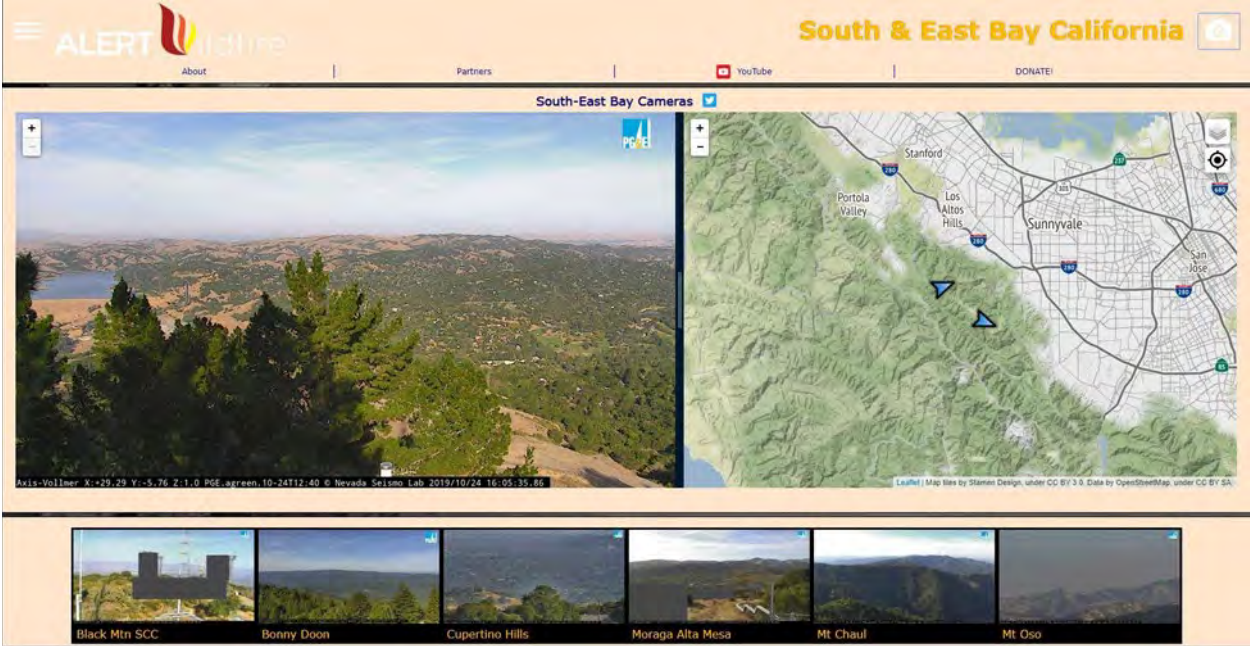 ALERT Wildfire
South & East Bay California
About
Partners
YouTube
DONATE!
South-East Bay Cameras
+
-
PG&E
Axis-Vollmer X:+29.29 Y:-5.76 Z:1.0 PGE.agreen.10-24T12:40 © Nevada Seismo Lab 2019/10/24 16:05:35.86
+
-
Stanford
237
280
680
Portola
Valley
Los
Altos
Hills
Sunnyvale
280
San
Jose
280
280
85
Leaflet | Map tiles by Stamen Design, under CC BY 3.0. Data by OpenStreetMap, under CC BY SA.
Black Mtn SCC
Bonny Doon
Cupertino Hills
Moraga Alta Mesa
Mt Chaul
Mt Oso